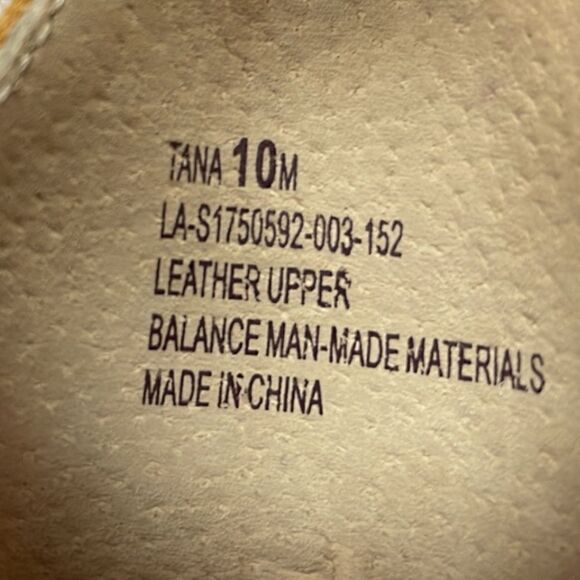 TANA 10M
LA-S1750592-003-152
LEATHER UPPER
BALANCE MAN-MADE MATERIALS
MADE IN CHINA